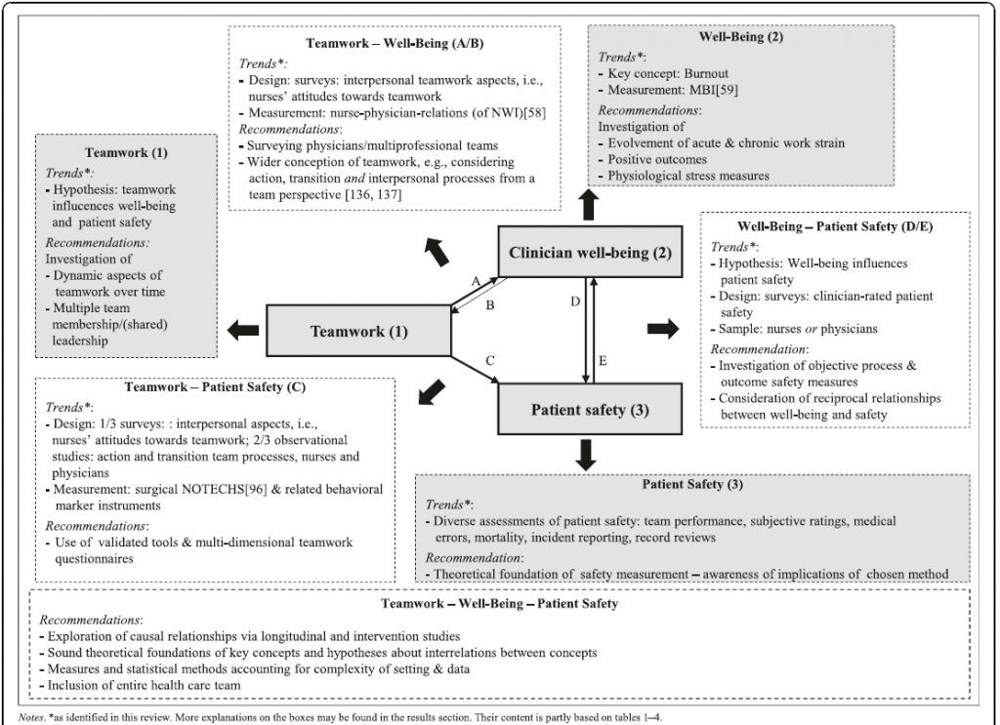 Teamwork – Well-Being (A/B)
Trends*:
- Design: surveys: interpersonal teamwork aspects, i.e.,
nurses' attitudes towards teamwork
- Measurement: nurse-physician-relations (of NWI)[58]
Recommendations:
- Surveying physicians/multiprofessional teams
- Wider conception of teamwork, e.g., considering
action, transition and interpersonal processes from a
team perspective [136, 137]
Well-Being (2)
Trends*:
- Key concept: Burnout
- Measurement: MBI[59]
Recommendations:
Investigation of
- Evolvement of acute & chronic work strain
- Positive outcomes
- Physiological stress measures
Teamwork (1)
Trends*:
- Hypothesis: teamwork
influcences well-being
and patient safety
Recommendations:
Investigation of
- Dynamic aspects of
teamwork over time
- Multiple team
membership/(shared)
leadership
Clinician well-being (2)
A
B
D
E
C
Teamwork (1)
Patient safety (3)
Well-Being – Patient Safety (D/E)
Trends*:
- Hypothesis: Well-being influences
patient safety
- Design: surveys: clinician-rated patient
safety
- Sample: nurses or physicians
Recommendation:
- Investigation of objective process &
outcome safety measures
- Consideration of reciprocal relationships
between well-being and safety
Teamwork – Patient Safety (C)
Trends*:
- Design: 1/3 surveys: : interpersonal aspects, i.e.,
nurses' attitudes towards teamwork; 2/3 observational
studies: action and transition team processes, nurses and
physicians
- Measurement: surgical NOTECHS[96] & related behavioral
marker instruments
Recommendations:
- Use of validated tools & multi-dimensional teamwork
questionnaires
Patient Safety (3)
Trends*:
- Diverse assessments of patient safety: team performance, subjective ratings, medical
errors, mortality, incident reporting, record reviews
Recommendation:
- Theoretical foundation of safety measurement – awareness of implications of chosen method
Teamwork – Well-Being – Patient Safety
Recommendations:
- Exploration of causal relationships via longitudinal and intervention studies
- Sound theoretical foundations of key concepts and hypotheses about interrelations between concepts
- Measures and statistical methods accounting for complexity of setting & data
- Inclusion of entire health care team
Notes. *as identified in this review. More explanations on the boxes may be found in the results section. Their content is partly based on tables 1–4.